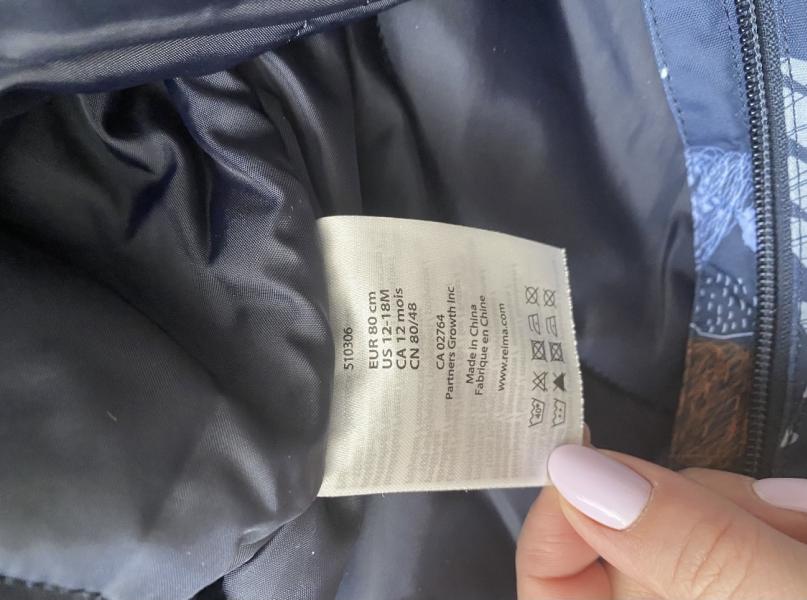 510306
EUR 80 cm
US 12-18M
CA 12 mois
CN 80/48
CA 02764
Partners Growth Inc
Made in China
Fabriqué en Chine
www.reima.com
40°